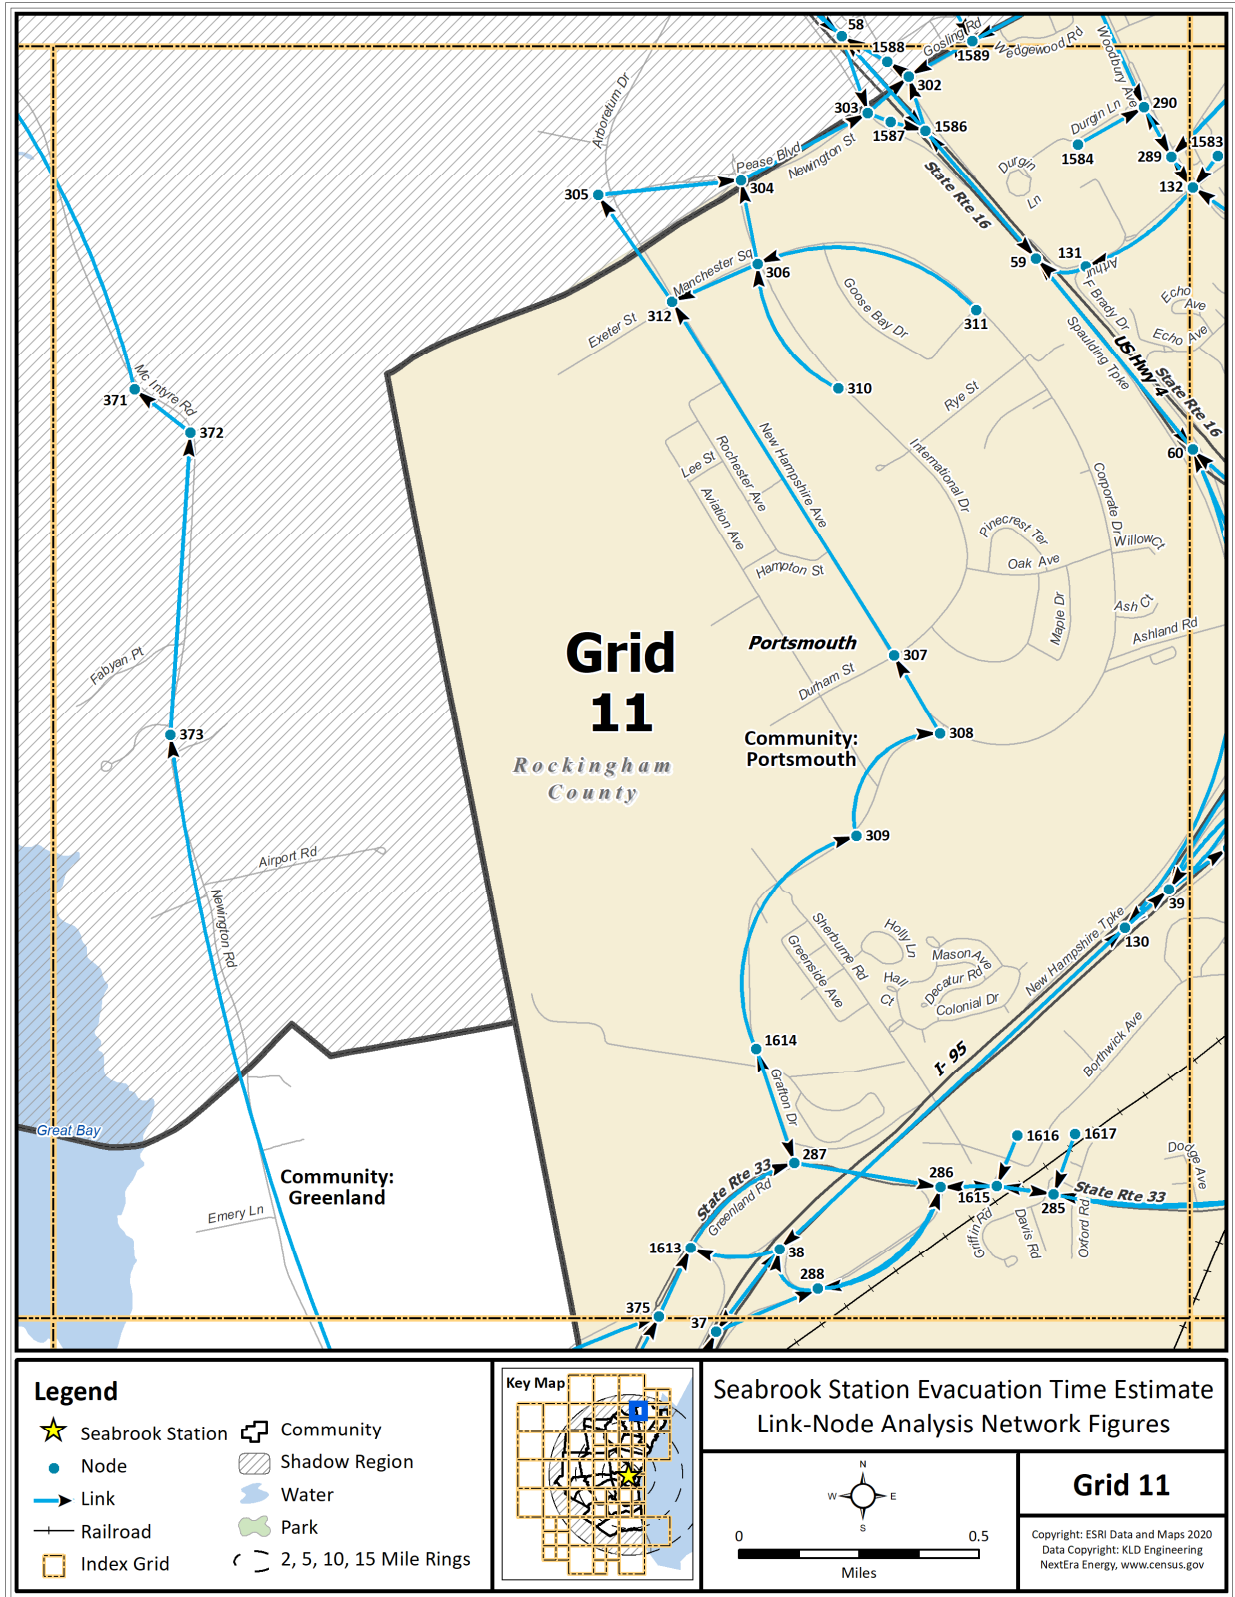 58
1588
Gosling Rd
1589
Wedgewood Rd
Woodbury Ave
302
303
1587
1586
290
Durgin Ln
1584
289
1583
132
Arboretum Dr
Pease Blvd
Newington St
304
305
State Rte 16
Durgin
Ln
59
131
Arthur
F Brady Dr
Echo
Ave
Echo Ave
Manchester Sq
306
312
Exeter St
Goose Bay Dr
311
310
Spaulding Tpke
US Hwy 4
State Rte 16
60
Mc Intyre Rd
371
372
Rye St
Lee St
Rochester Ave
New Hampshire Ave
Aviation Ave
International Dr
Corporate Dr
Pinecrest Ter
Willow Ct
Oak Ave
Hampton St
Maple Dr
Ash Ct
Ashland Rd
Grid
11
Portsmouth
307
Durham St
Fabyan Pt
373
308
Community:
Portsmouth
Rockingham
County
309
Airport Rd
Newington Rd
Sherburne Rd
Greenside Ave
Holly Ln
Mason Ave
Hall
Ct
Decatur Rd
Colonial Dr
New Hampshire Tpke
39
130
I- 95
Borthwick Ave
1614
Grafton Dr
Great Bay
Community:
Greenland
Emery Ln
287
State Rte 33
Greenland Rd
286
1616
1617
1615
285
State Rte 33
Dodge Ave
Griffin Rd
Davis Rd
Oxford Rd
1613
38
288
375
37
Legend
Seabrook Station
Node
Link
Railroad
Index Grid
Community
Shadow Region
Water
Park
2, 5, 10, 15 Mile Rings
Key Map
Seabrook Station Evacuation Time Estimate
Link-Node Analysis Network Figures
N
W
E
S
0
0.5
Miles
Grid 11
Copyright: ESRI Data and Maps 2020
Data Copyright: KLD Engineering
NextEra Energy, www.census.gov